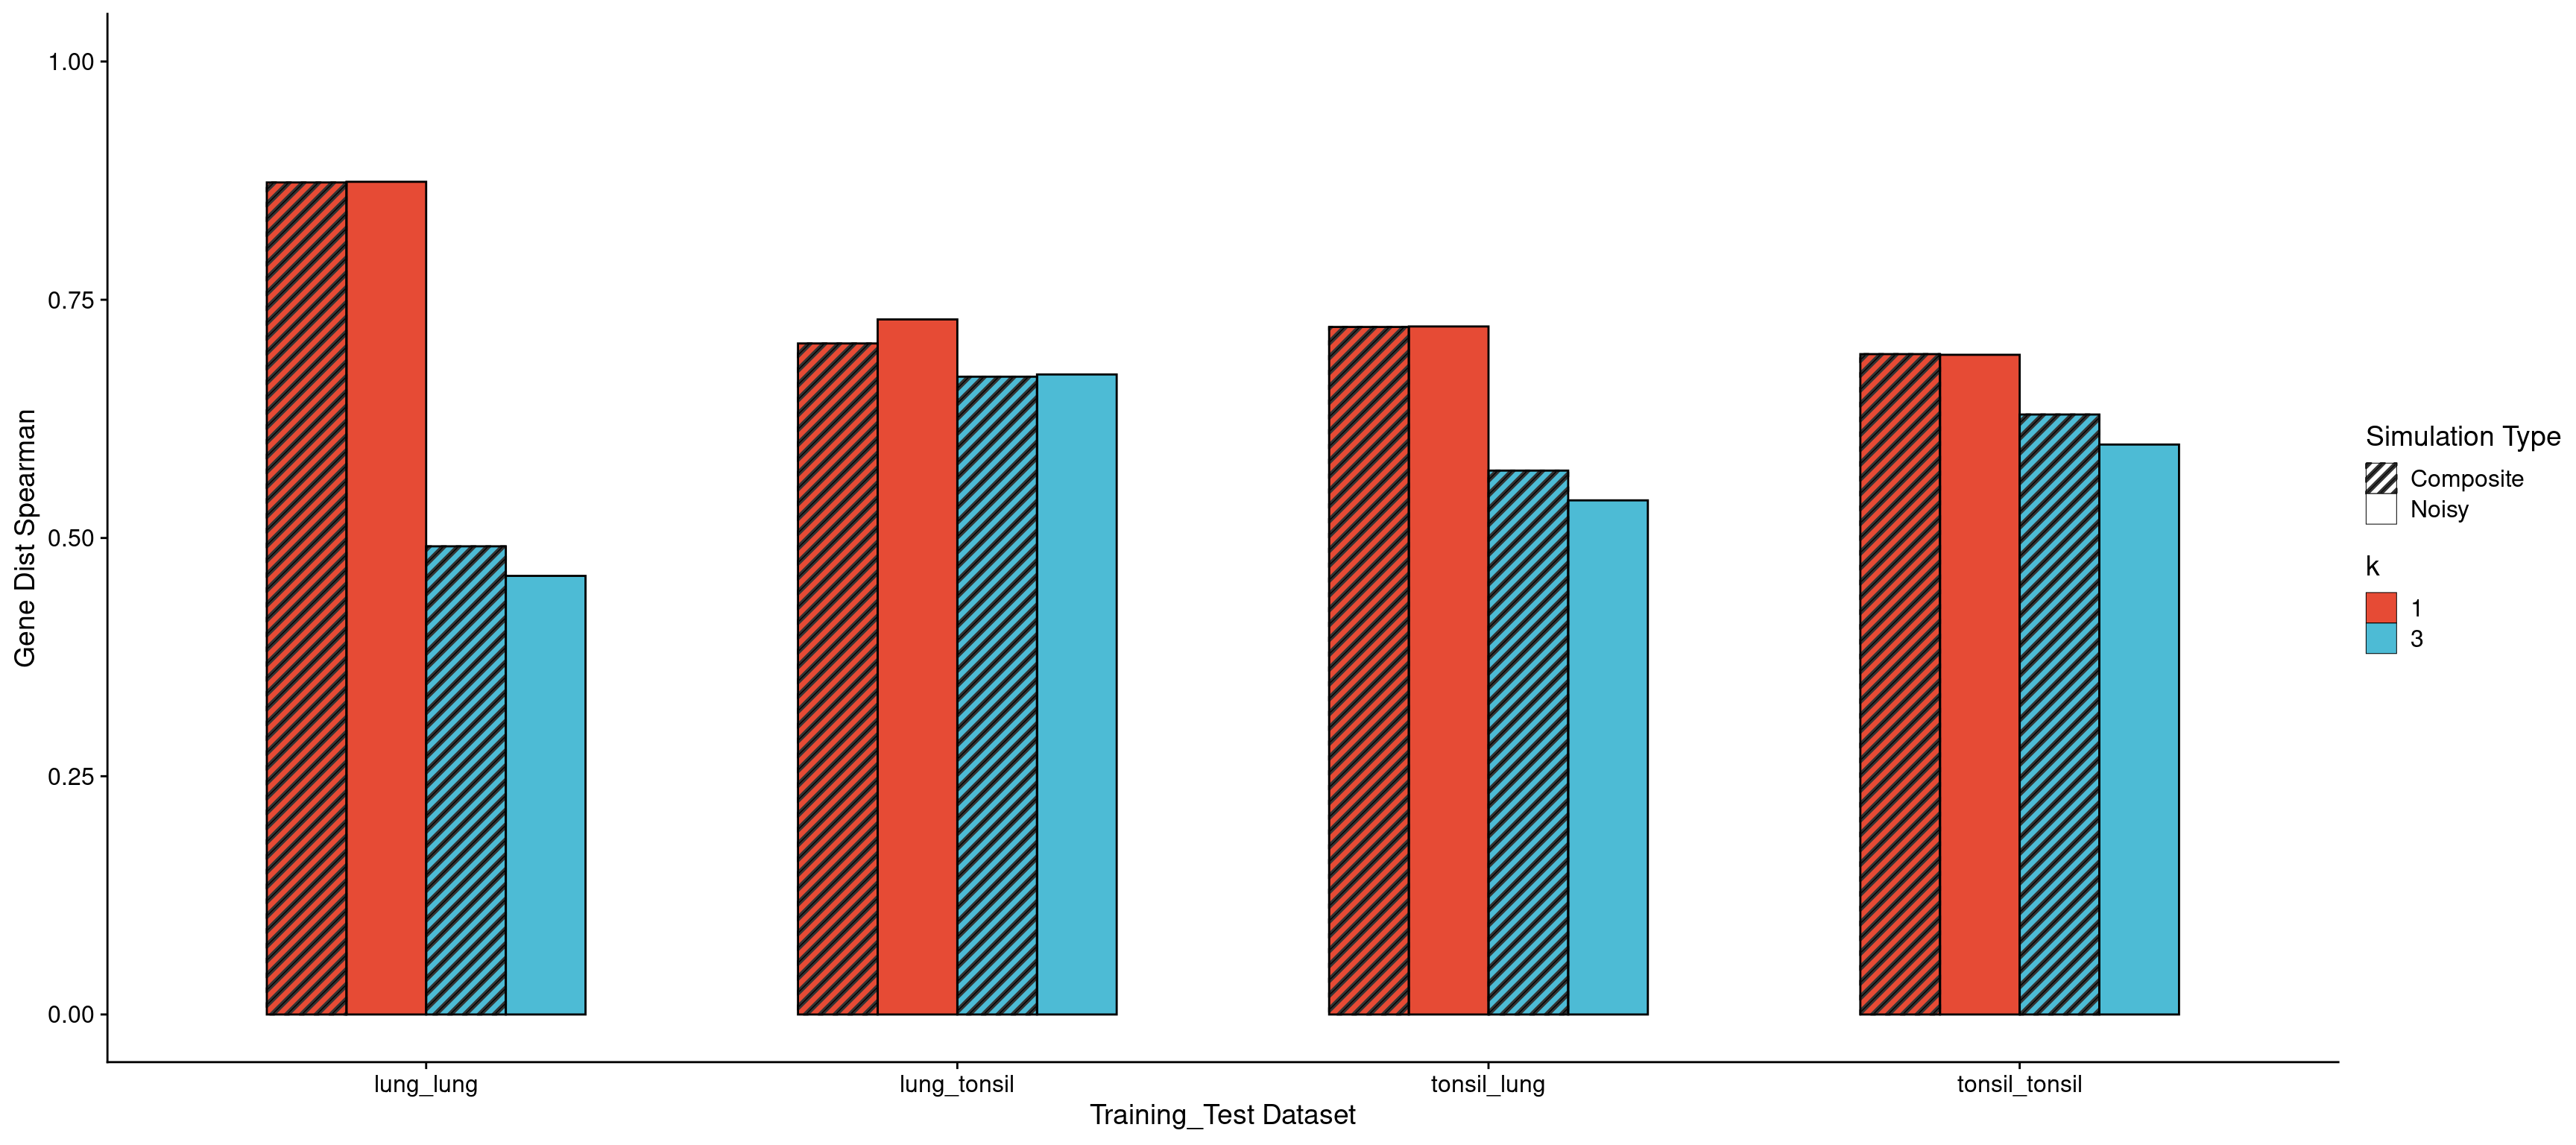 Gene Dist Spearman
1.00
0.75
0.50
0.25
0.00
lung_lung
lung_tonsil
tonsil_lung
tonsil_tonsil
Training_Test Dataset
Simulation Type
Composite
Noisy
k
1
3